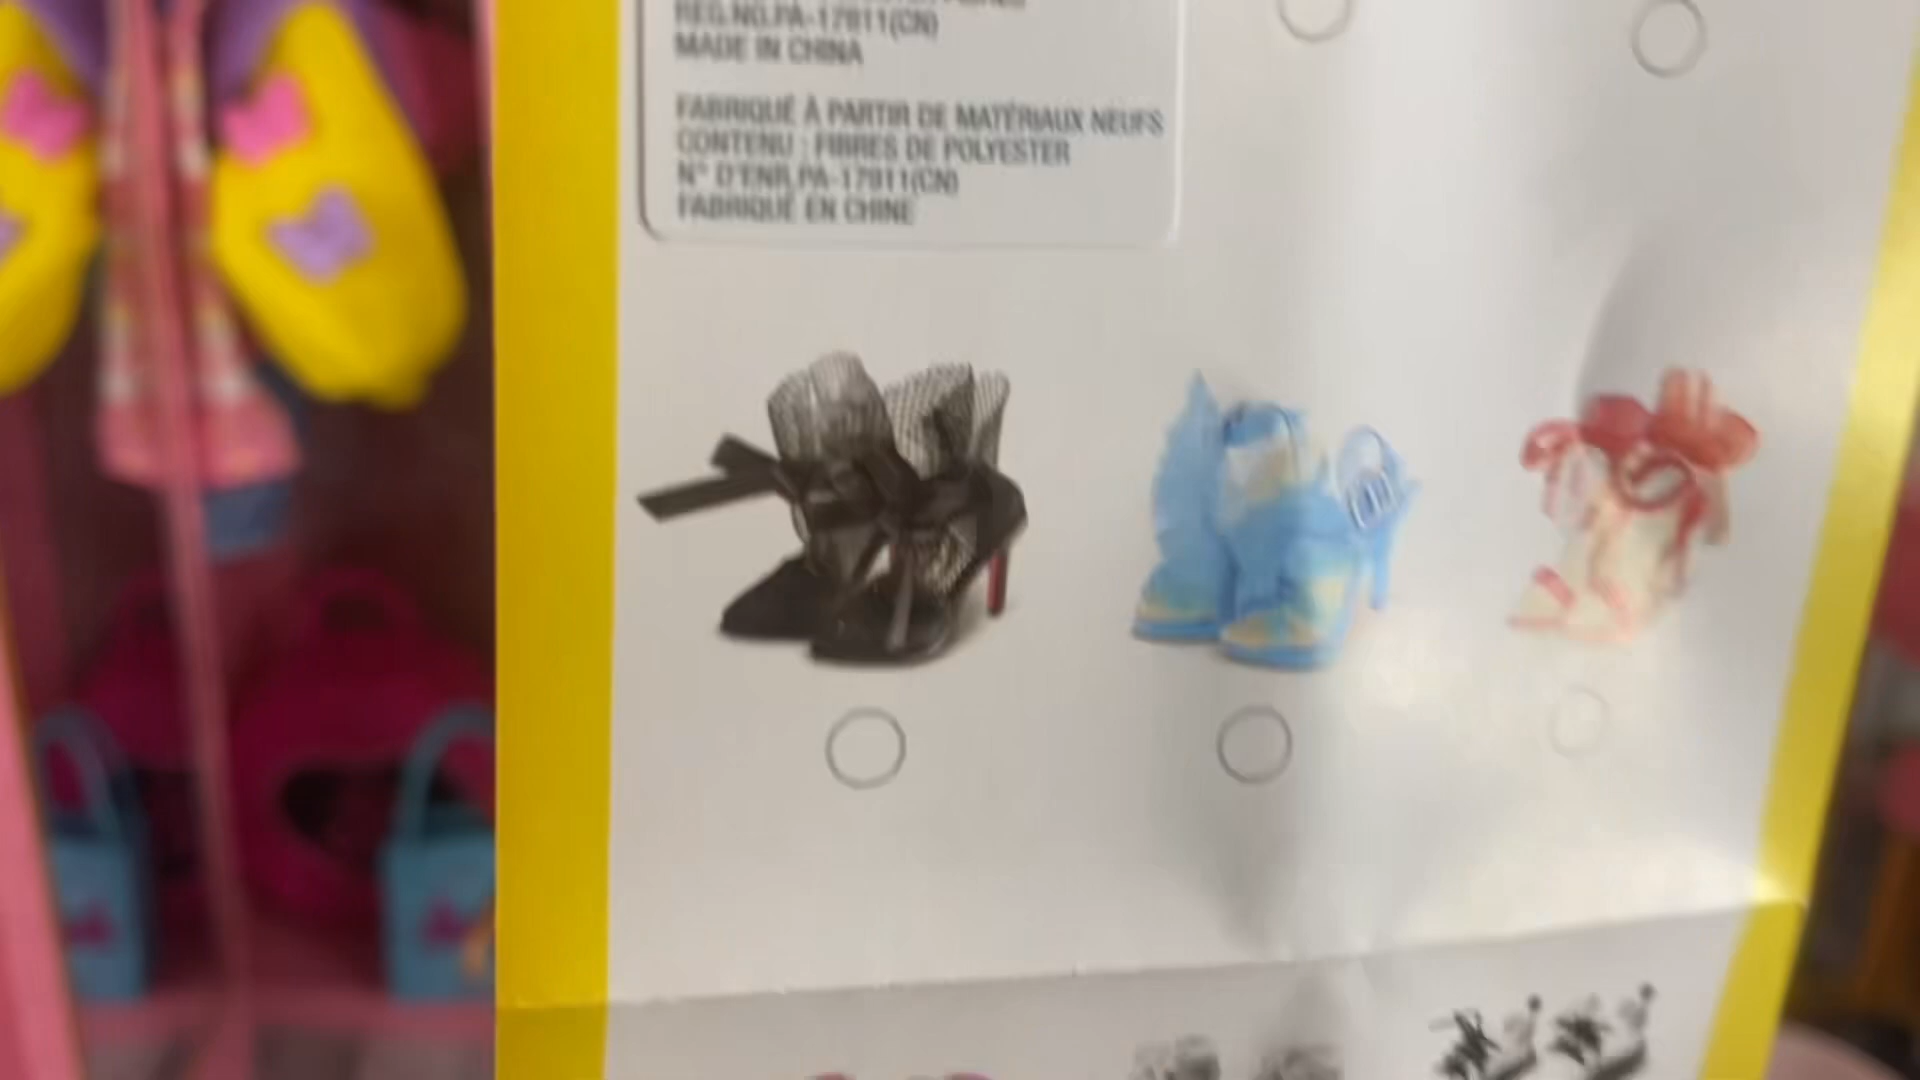 REG.NO.PA-17911(CN)
MADE IN CHINA
FABRIQUÉ À PARTIR DE MATÉRIAUX NEUFS
CONTENU : FIBRES DE POLYESTER
N° D'ENR.PA-17911(CN)
FABRIQUÉ EN CHINE